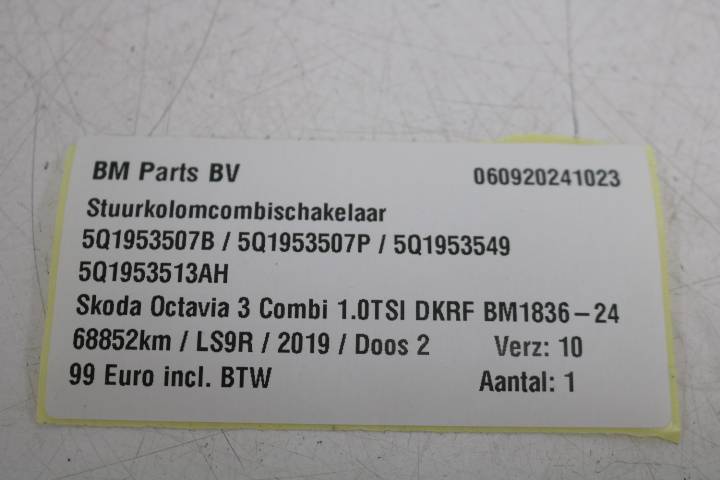 BM Parts BV 060920241023
Stuurkolomcombischakelaar
5Q1953507B / 5Q1953507P / 5Q1953549
5Q1953513AH
Skoda Octavia 3 Combi 1.0TSI DKRF BM1836-24
68852km / LS9R / 2019 / Doos 2 Verz: 10
99 Euro incl. BTW Aantal: 1